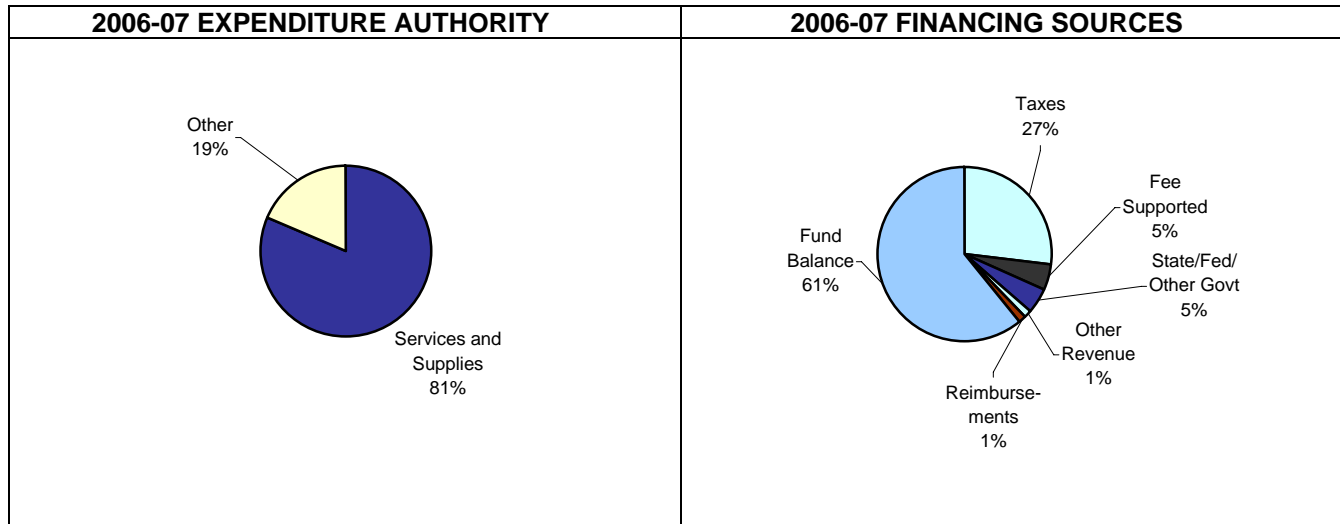 2006-07 EXPENDITURE AUTHORITY
Other
19%
Services and
Supplies
81%
2006-07 FINANCING SOURCES
Taxes
27%
Fee
Supported
5%
State/Fed/
Other Govt
5%
Other
Revenue
1%
Reimburse-
ments
1%
Fund
Balance
61%